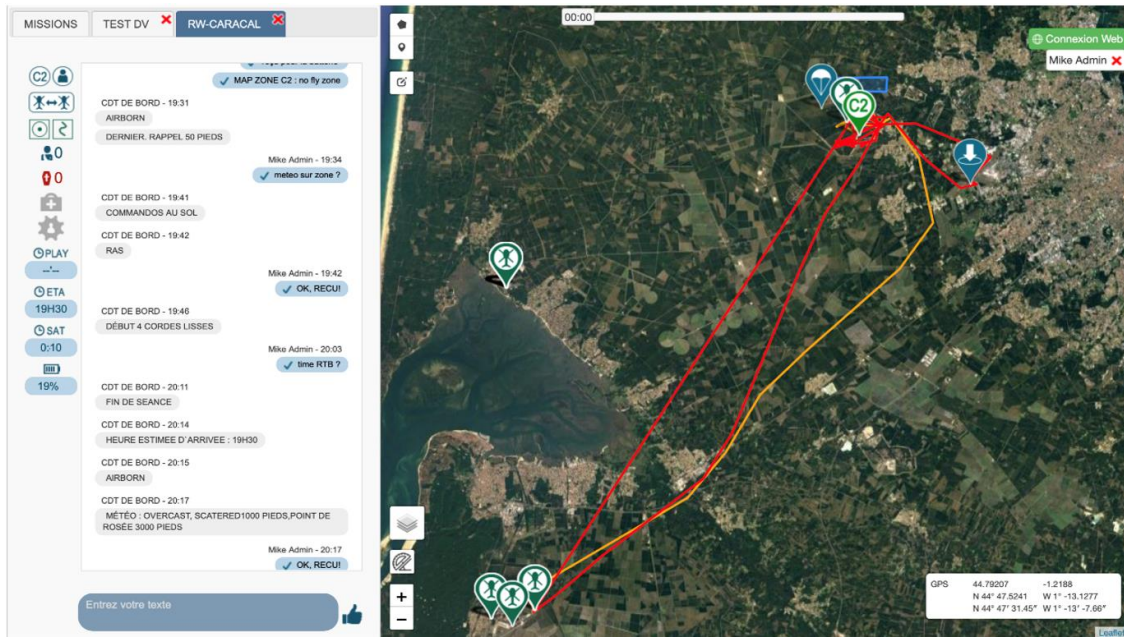 MISSIONS
TEST DV
RW-CARACAL
MAP ZONE C2 : no fly zone
CDT DE BORD - 19:31
AIRBORN
DERNIER. RAPPEL 50 PIEDS
Mike Admin - 19:34
meteo sur zone ?
CDT DE BORD - 19:41
COMMANDOS AU SOL
CDT DE BORD - 19:42
RAS
Mike Admin - 19:42
OK, RECU!
CDT DE BORD - 19:46
DÉBUT 4 CORDES LISSES
Mike Admin - 20:03
time RTB ?
CDT DE BORD - 20:11
FIN DE SEANCE
CDT DE BORD - 20:14
HEURE ESTIMEE D'ARRIVEE : 19H30
CDT DE BORD - 20:15
AIRBORN
CDT DE BORD - 20:17
MÉTÉO : OVERCAST, SCATERED1000 PIEDS,POINT DE
ROSÉE 3000 PIEDS
Mike Admin - 20:17
OK, RECU!
Entrez votre texte
C2
0
0
PLAY
--'--
ETA
19H30
SAT
0:10
19%
00:00
Connexion Web
Mike Admin
C2
+
−
GPS 44.79207 -1.2188
N 44° 47.5241 W 1° -13.1277
N 44° 47' 31.45" W 1° -13' -7.66"
Leaflet